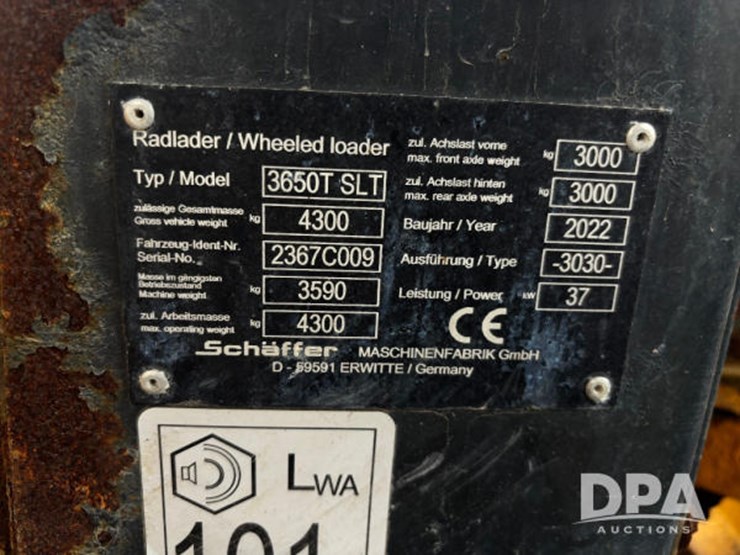 Radlader / Wheeled loader
Typ / Model 3650T SLT
zulässige Gesamtmasse
Gross vehicle weight kg 4300
Fahrzeug-Ident-Nr.
Serial-No. 2367C009
Masse im gängigsten
Betriebszustand
Machine weight kg 3590
zul. Arbeitsmasse
max. operating weight kg 4300
zul. Achslast vorne
max. front axle weight kg 3000
zul. Achslast hinten
max. rear axle weight kg 3000
Baujahr / Year 2022
Ausführung / Type -3030-
Leistung / Power kW 37
CE
Schäffer MASCHINENFABRIK GmbH
D - 59591 ERWITTE / Germany
LWA
101
DPA
AUCTIONS